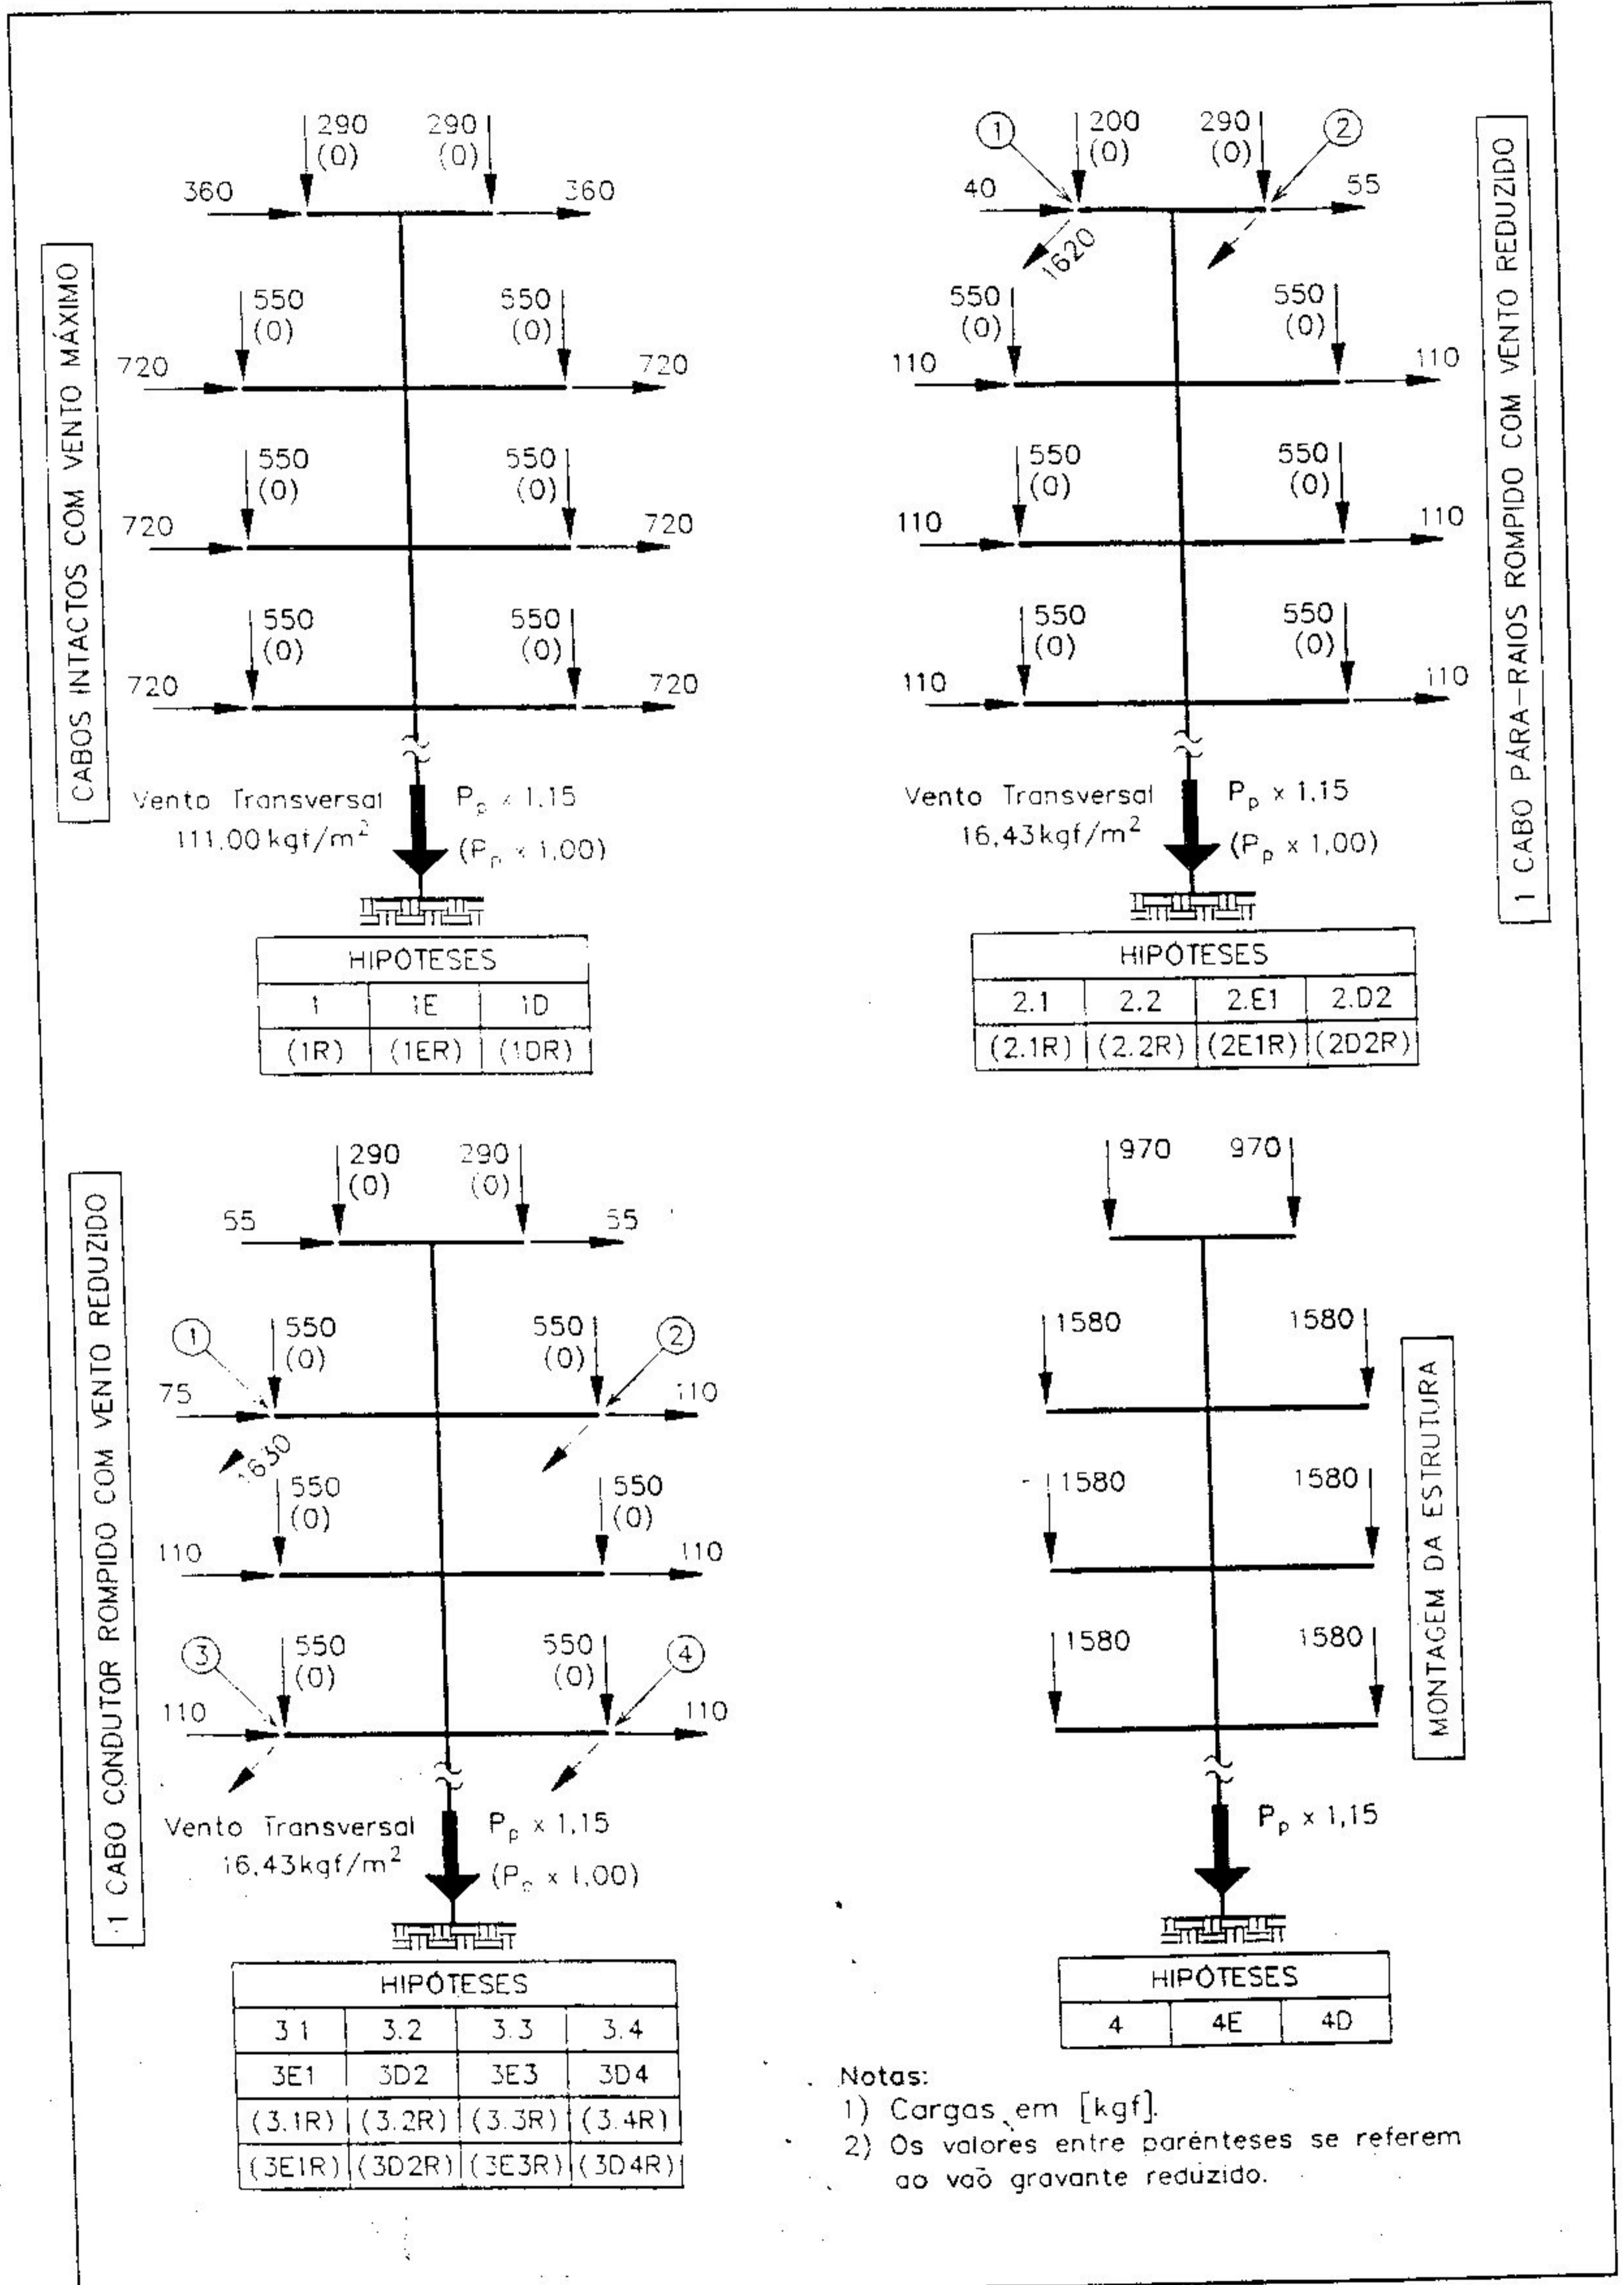 CABOS INTACTOS COM VENTO MÁXIMO
290 290
(0) (0)
360 360
550 550
(0) (0)
720 720
550 550
(0) (0)
720 720
550 550
(0) (0)
720 720
Vento Transversal
111.00kgf/m²
Pp x 1,15
(Pp x 1,00)
HIPÓTESES
1 1E 1D
(1R) (1ER) (1DR)
1 CABO PÁRA-RAIOS ROMPIDO COM VENTO REDUZIDO
1 200 290 2
(0) (0)
40 55
1620
550 550
(0) (0)
110 110
550 550
(0) (0)
110 110
550 550
(0) (0)
110 110
Vento Transversal
16,43kgf/m²
Pp x 1,15
(Pp x 1,00)
HIPÓTESES
2.1 2.2 2.E1 2.D2
(2.1R) (2.2R) (2E1R) (2D2R)
1 CABO CONDUTOR ROMPIDO COM VENTO REDUZIDO
290 290
(0) (0)
55 55
1 550 550 2
(0) (0)
75 110
1630
550 550
(0) (0)
110 110
3 550 550 4
(0) (0)
110 110
Vento Transversal
16,43kgf/m²
Pp x 1,15
(Pp x 1,00)
HIPÓTESES
3.1 3.2 3.3 3.4
3E1 3D2 3E3 3D4
(3.1R) (3.2R) (3.3R) (3.4R)
(3E1R) (3D2R) (3E3R) (3D4R)
MONTAGEM DA ESTRUTURA
970 970
1580 1580
1580 1580
1580 1580
Pp x 1,15
HIPÓTESES
4 4E 4D
Notas:
1) Cargas em [kgf].
2) Os valores entre parênteses se referem
ao vaõ gravante reduzido.